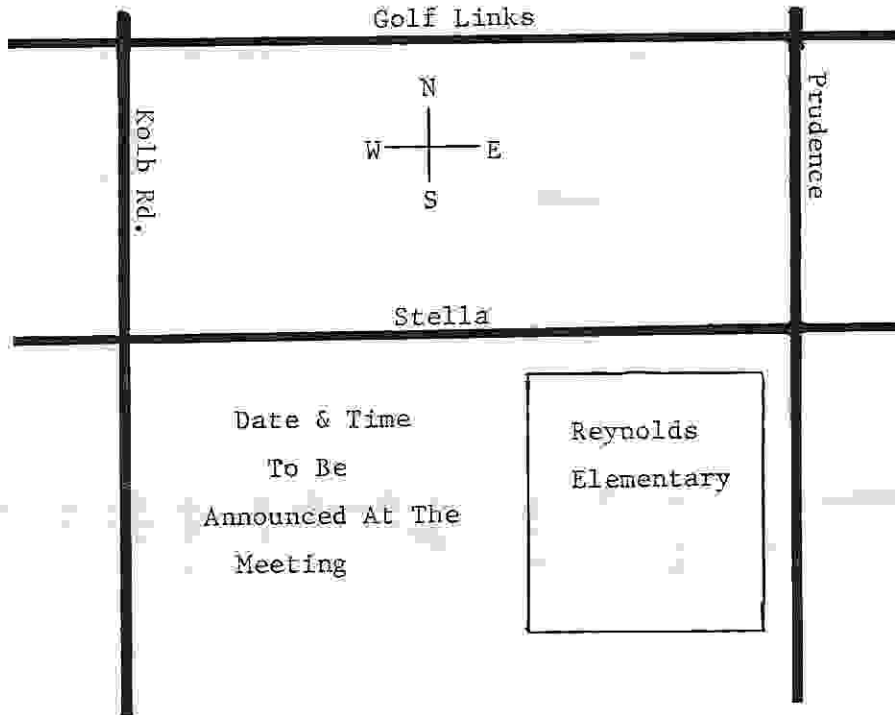 Golf Links
Kolb Rd.
Prudence
N
W E
S
Stella
Date & Time
To Be
Announced At The
Meeting
Reynolds
Elementary